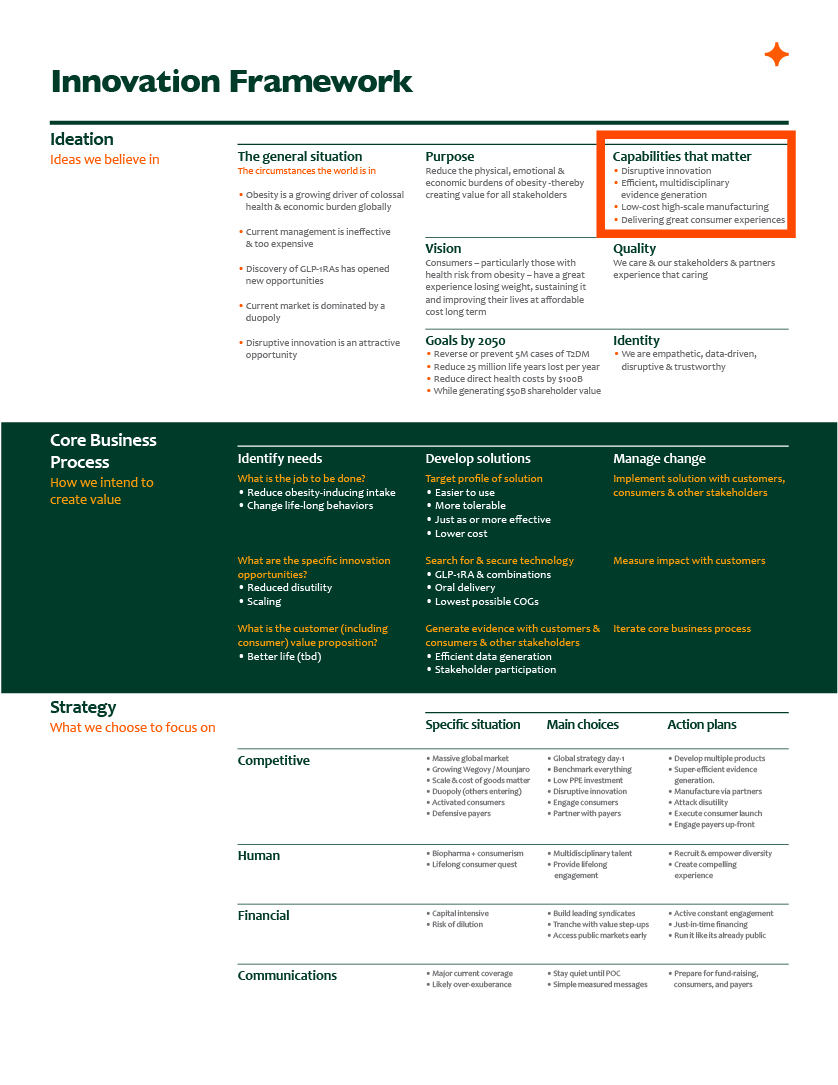 Innovation Framework
Ideation
Ideas we believe in
The general situation
The circumstances the world is in
• Obesity is a growing driver of colossal
health & economic burden globally
• Current management is ineffective
& too expensive
• Discovery of GLP-1RAs has opened
new opportunities
• Current market is dominated by a
duopoly
• Disruptive innovation is an attractive
opportunity
Purpose
Reduce the physical, emotional &
economic burdens of obesity -thereby
creating value for all stakeholders
Capabilities that matter
• Disruptive innovation
• Efficient, multidisciplinary
evidence generation
• Low-cost high-scale manufacturing
• Delivering great consumer experiences
Vision
Consumers – particularly those with
health risk from obesity – have a great
experience losing weight, sustaining it
and improving their lives at affordable
cost long term
Quality
We care & our stakeholders & partners
experience that caring
Goals by 2050
• Reverse or prevent 5M cases of T2DM
• Reduce 25 million life years lost per year
• Reduce direct health costs by $100B
• While generating $50B shareholder value
Identity
• We are empathetic, data-driven,
disruptive & trustworthy
Core Business
Process
How we intend to
create value
Identify needs
What is the job to be done?
• Reduce obesity-inducing intake
• Change life-long behaviors
What are the specific innovation
opportunities?
• Reduced disutility
• Scaling
What is the customer (including
consumer) value proposition?
• Better life (tbd)
Develop solutions
Target profile of solution
• Easier to use
• More tolerable
• Just as or more effective
• Lower cost
Search for & secure technology
• GLP-1RA & combinations
• Oral delivery
• Lowest possible COGs
Generate evidence with customers &
consumers & other stakeholders
• Efficient data generation
• Stakeholder participation
Manage change
Implement solution with customers,
consumers & other stakeholders
Measure impact with customers
Iterate core business process
Strategy
What we choose to focus on
Specific situation
Main choices
Action plans
Competitive
• Massive global market
• Growing Wegovy / Mounjaro
• Scale & cost of goods matter
• Duopoly (others entering)
• Activated consumers
• Defensive payers
• Global strategy day-1
• Benchmark everything
• Low PPE investment
• Disruptive innovation
• Engage consumers
• Partner with payers
• Develop multiple products
• Super-efficient evidence
generation.
• Manufacture via partners
• Attack disutility
• Execute consumer launch
• Engage payers up-front
Human
• Biopharma + consumerism
• Lifelong consumer quest
• Multidisciplinary talent
• Provide lifelong
engagement
• Recruit & empower diversity
• Create compelling
experience
Financial
• Capital intensive
• Risk of dilution
• Build leading syndicates
• Tranche with value step-ups
• Access public markets early
• Active constant engagement
• Just-in-time financing
• Run it like its already public
Communications
• Major current coverage
• Likely over-exuberance
• Stay quiet until POC
• Simple measured messages
• Prepare for fund-raising,
consumers, and payers